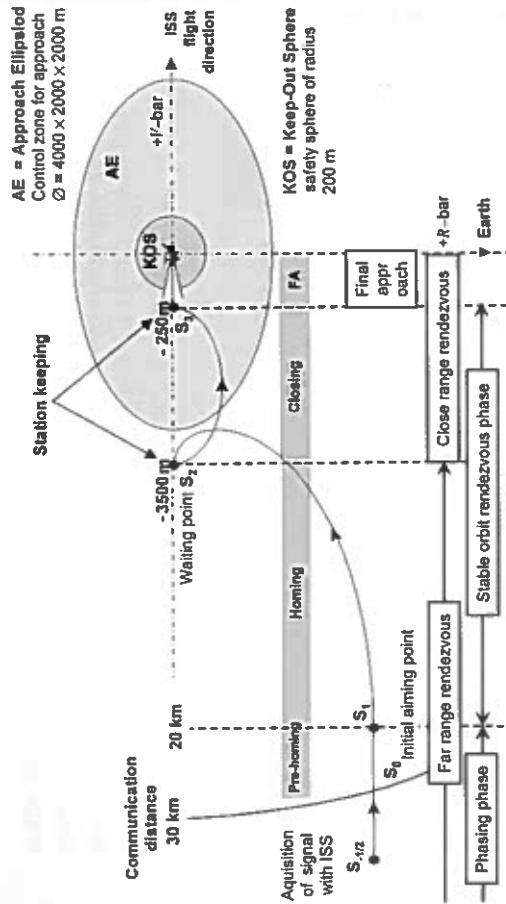 AE = Approach Ellipslod
Control zone for approach
Ø = 4000 x 2000 x 2000 m
Station keeping
ISS
flight
direction
+V-bar
AE
KOS
- 250 m
S3
- 3500 m
Waiting point S2
KOS = Keep-Out Sphere
safety sphere of radius
200 m
Communication
distance
30 km
20 km
Pre-homing
Homing
Closing
FA
Aquisition
of signal
with ISS
S-1/2
S0
S1
Initial aiming point
Final
appr
oach
+R-bar
Earth
Far range rendezvous
Close range rendezvous
Phasing phase
Stable orbit rendezvous phase